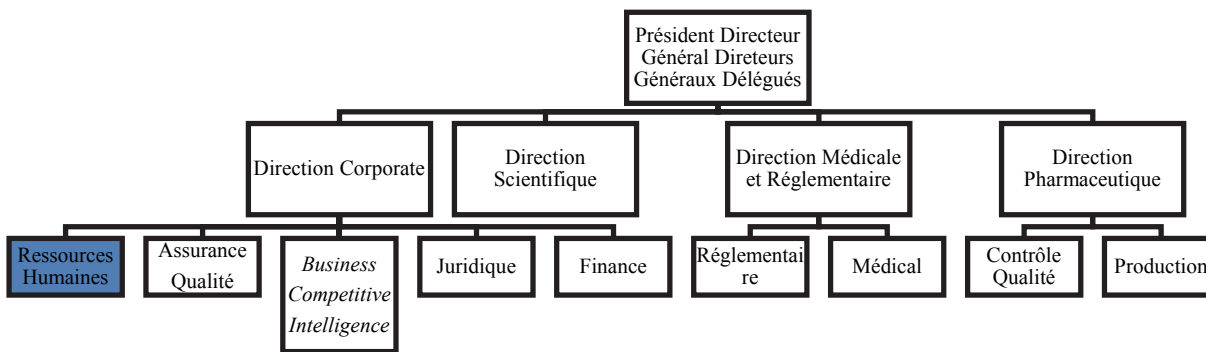 Président Directeur
Général Direteurs
Généraux Délégués
Direction Corporate
Direction
Scientifique
Direction Médicale
et Réglementaire
Direction
Pharmaceutique
Ressources
Humaines
Assurance
Qualité
Business
Competitive
Intelligence
Juridique
Finance
Réglementai
re
Médical
Contrôle
Qualité
Production